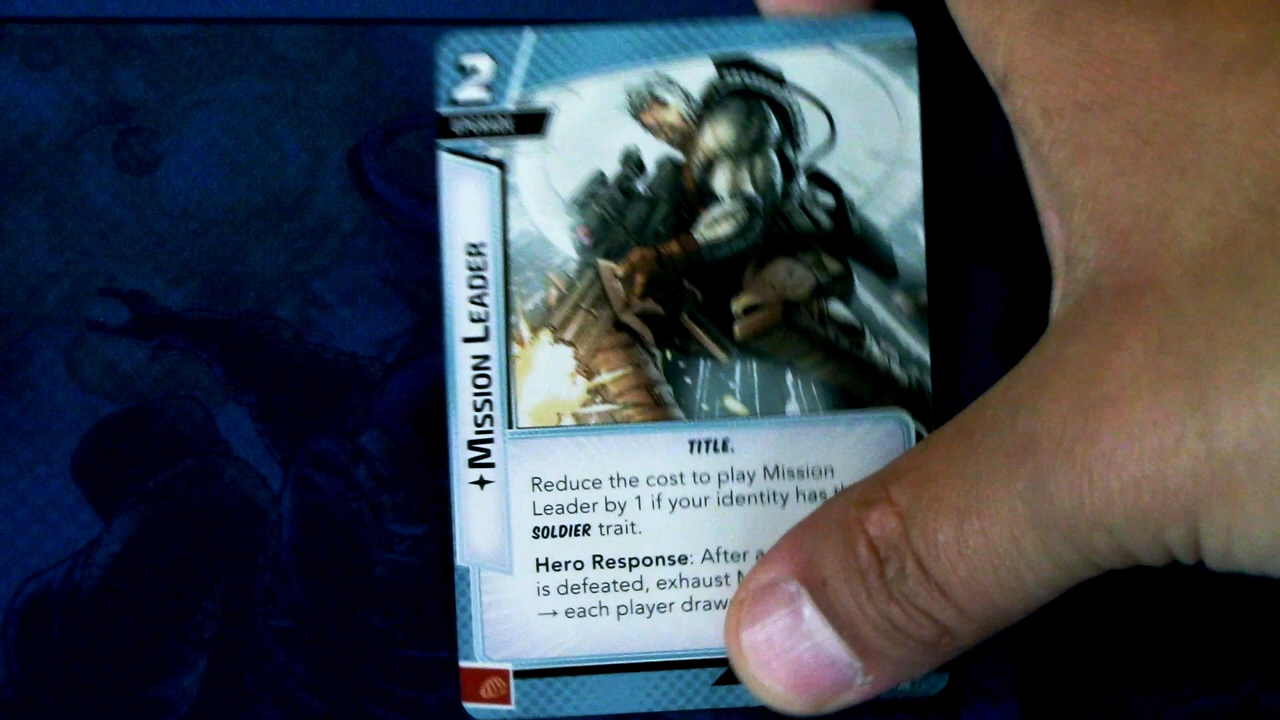 2
UPGRADE
MISSION LEADER
TITLE.
Reduce the cost to play Mission
Leader by 1 if your identity has
SOLDIER trait.
Hero Response: After a
is defeated, exhaust
→ each player draw